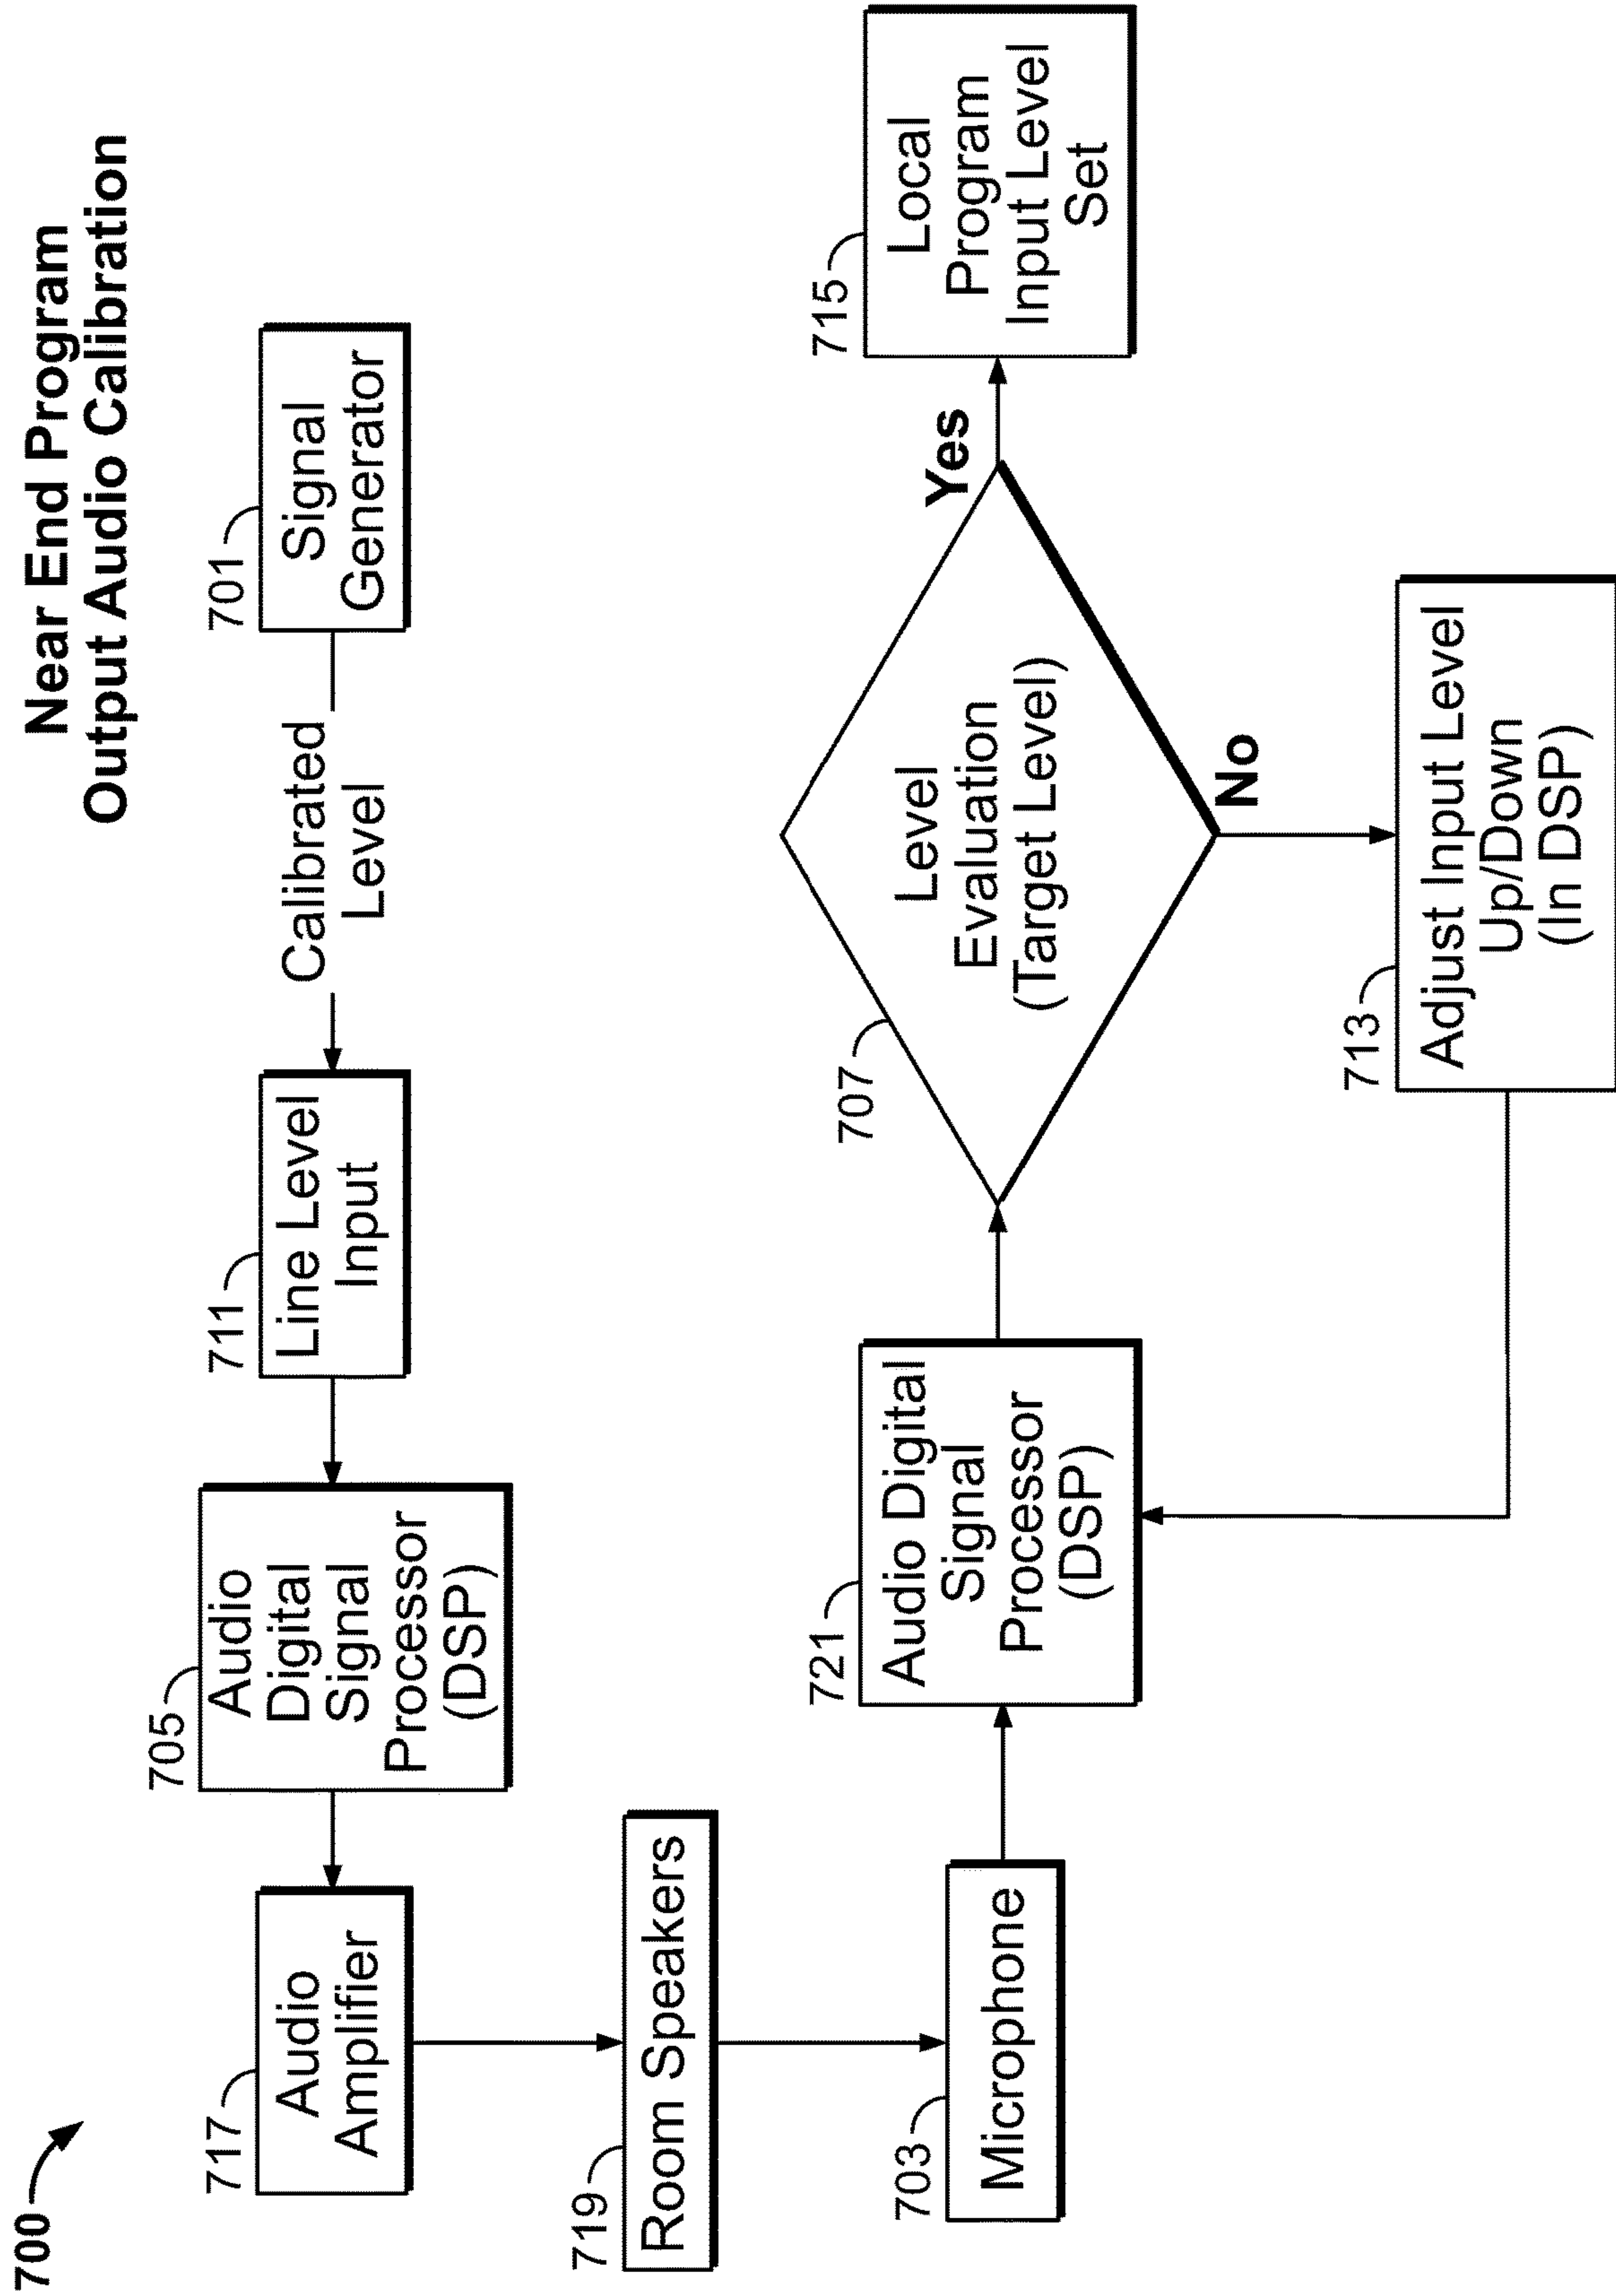 700
Near End Program
Output Audio Calibration
717
Audio
Amplifier
705
Audio
Digital
Signal
Processor
(DSP)
711
Line Level
Input
Calibrated
Level
701
Signal
Generator
719
Room Speakers
703
Microphone
721
Audio Digital
Signal
Processor
(DSP)
707
Level
Evaluation
(Target Level)
Yes
No
715
Local
Program
Input Level
Set
713
Adjust Input Level
Up/Down
(In DSP)